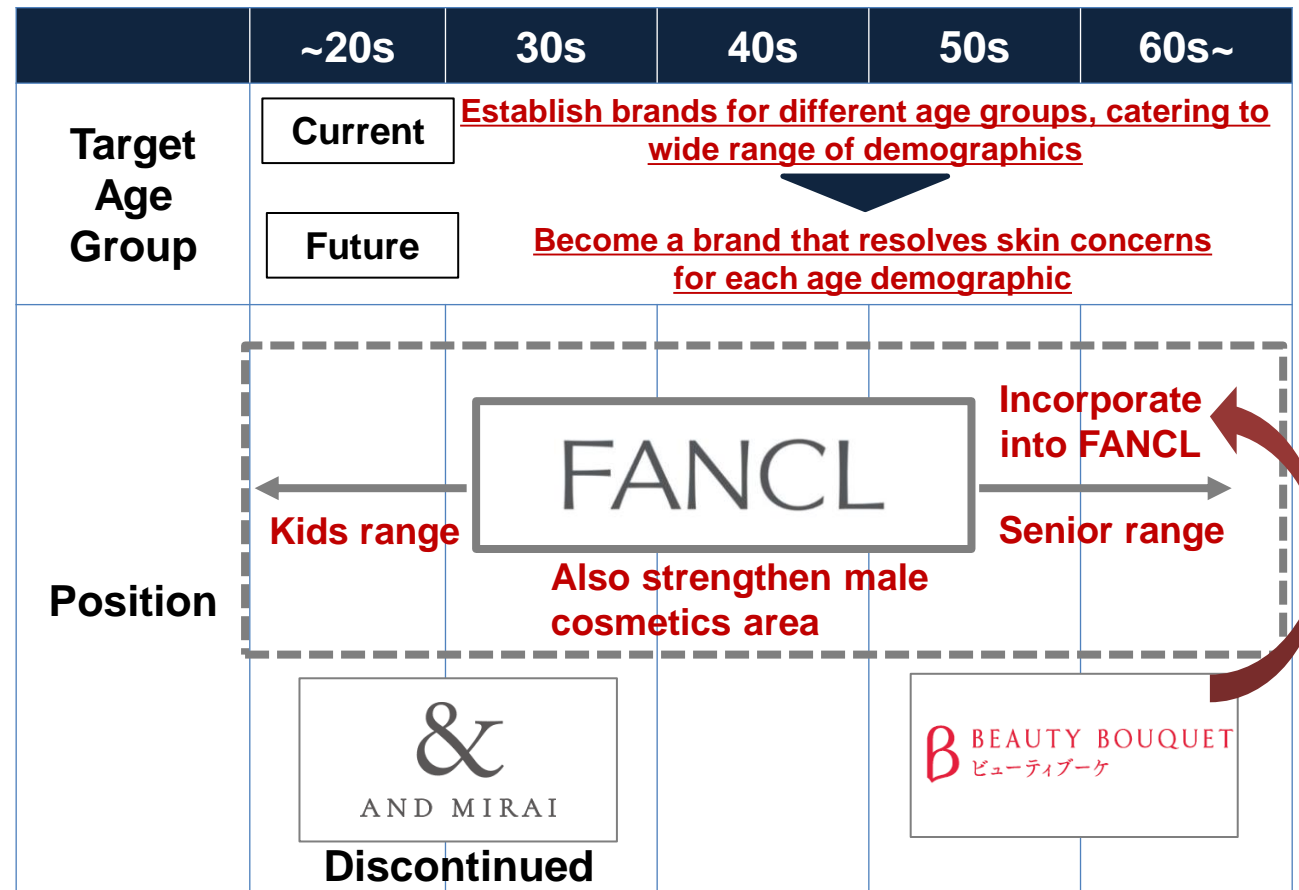 ~20s 30s 40s 50s 60s~
Target
Age
Group
Current
Establish brands for different age groups, catering to
wide range of demographics
Future
Become a brand that resolves skin concerns
for each age demographic
Position
Incorporate
into FANCL
FANCL
Kids range
Senior range
Also strengthen male
cosmetics area
&
AND MIRAI
Discontinued
B BEAUTY BOUQUET
ビューティブーケ